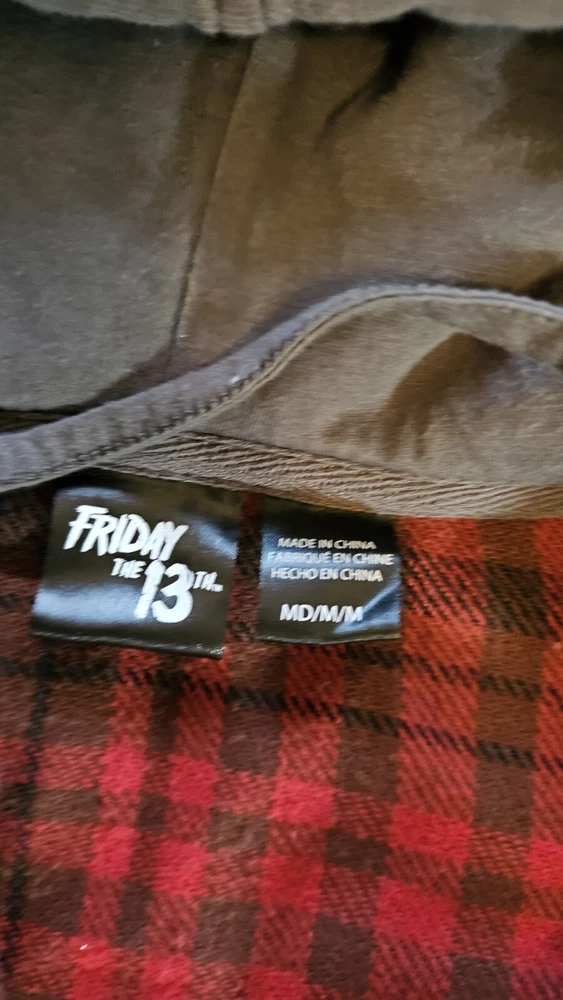 FRIDAY
THE 13TH
MADE IN CHINA
FABRIQUÉ EN CHINE
HECHO EN CHINA
MD/M/M